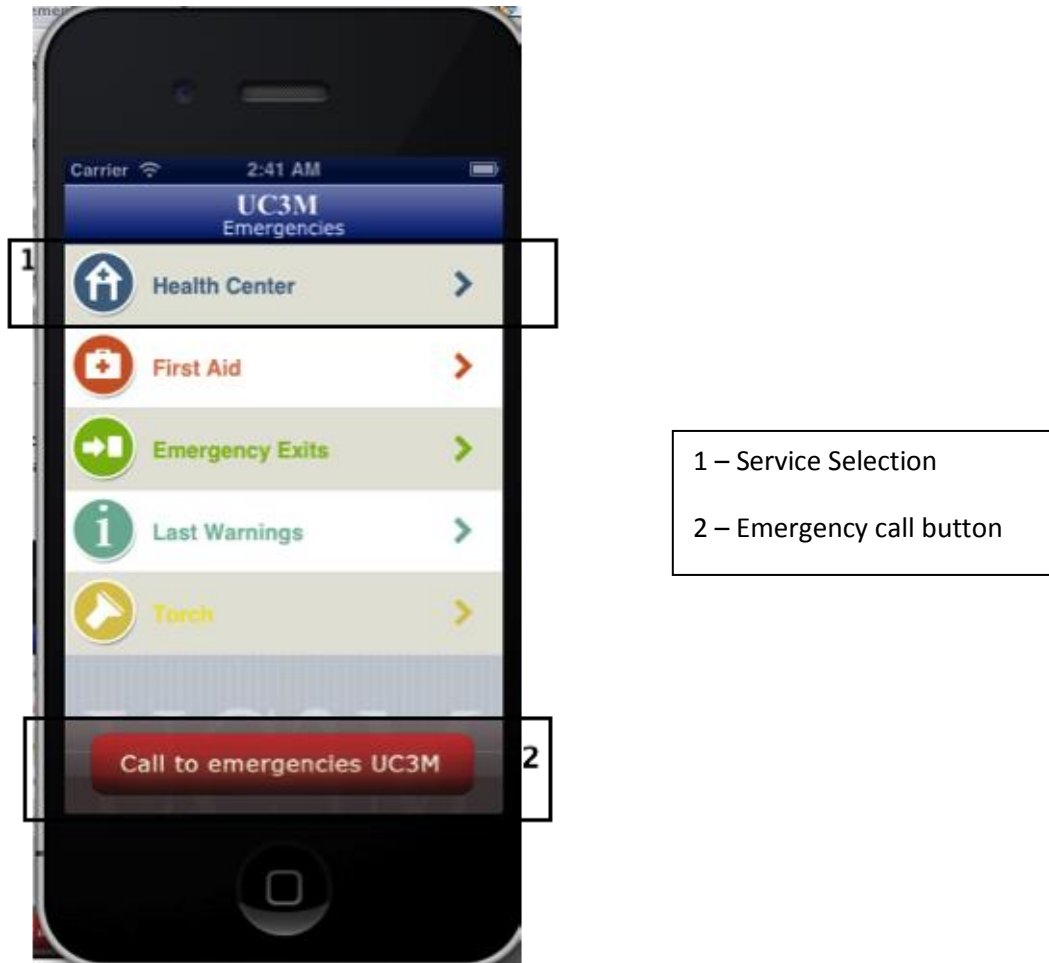 Carrier 2:41 AM
UC3M
Emergencies
1
Health Center
First Aid
Emergency Exits
Last Warnings
Torch
Call to emergencies UC3M
2
1 – Service Selection
2 – Emergency call button